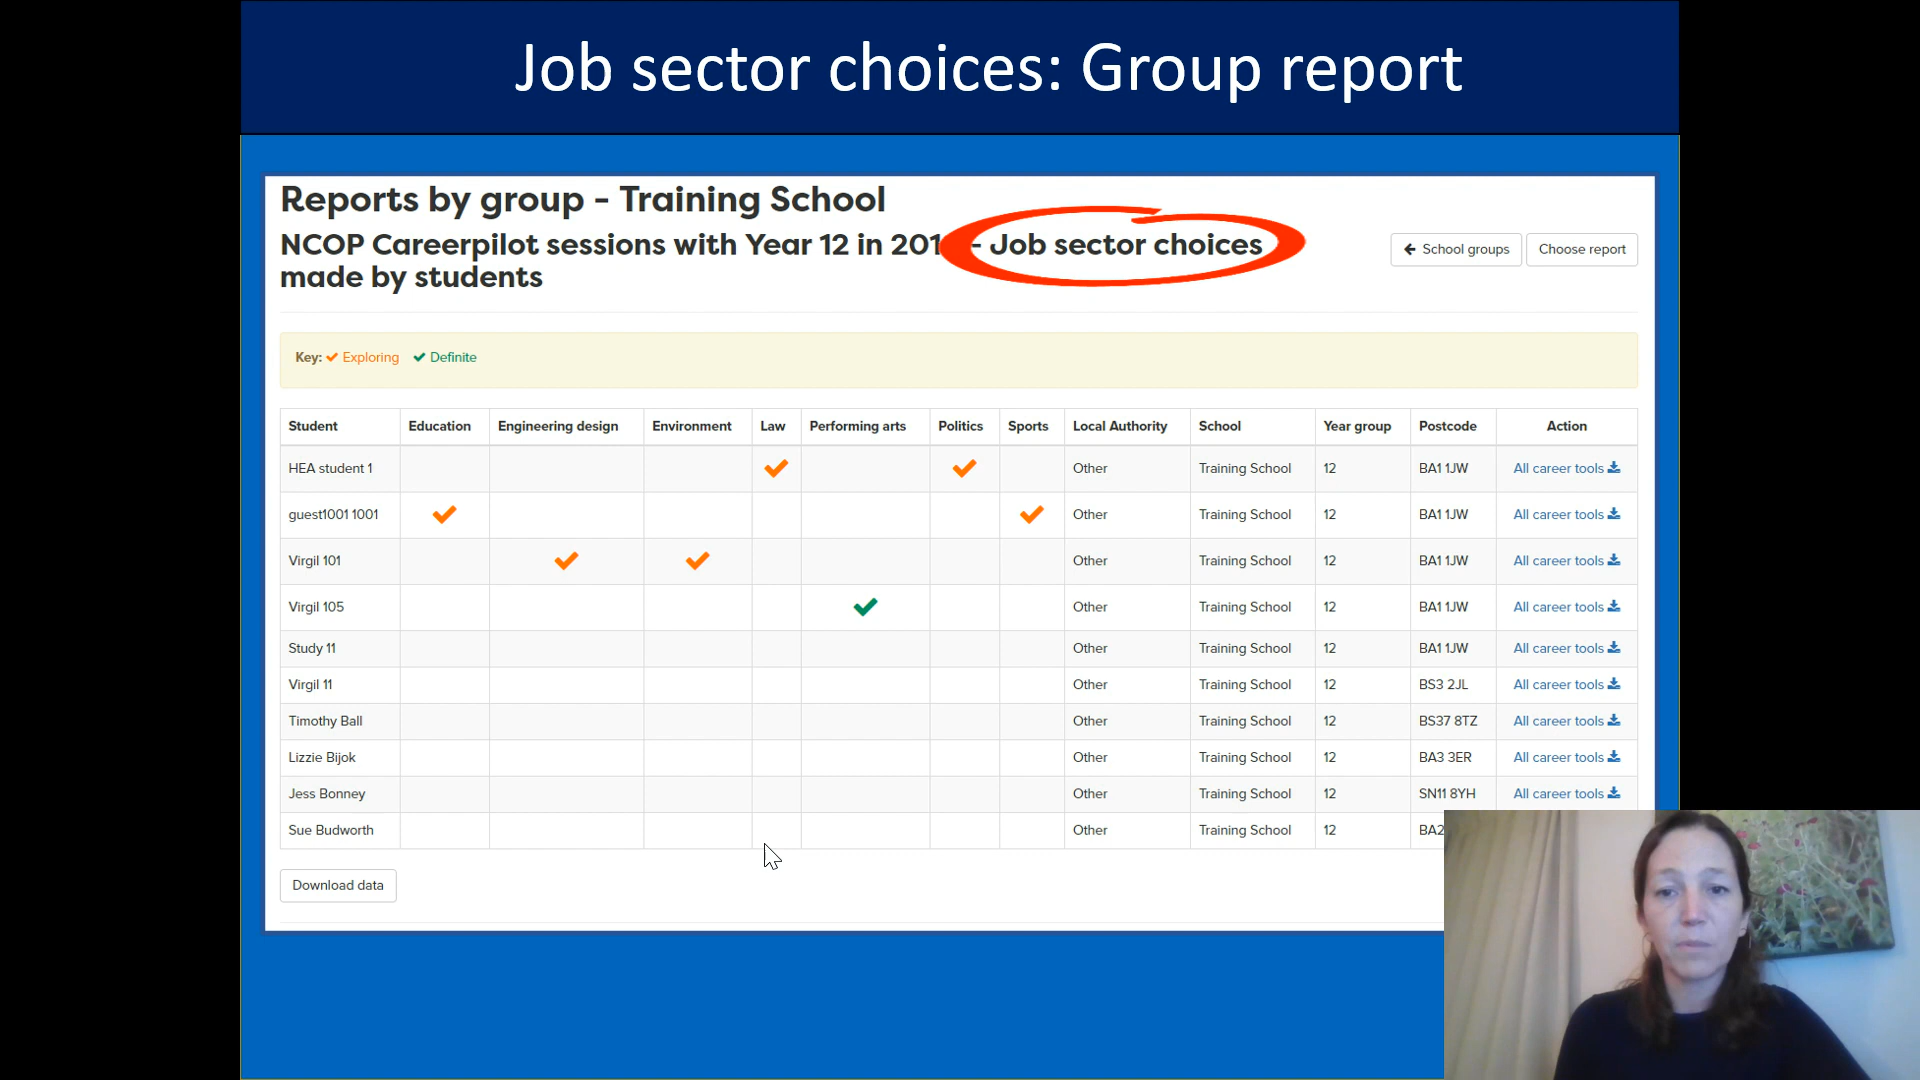 Job sector choices: Group report
Reports by group - Training School
NCOP Careerpilot sessions with Year 12 in 201 - Job sector choices
made by students
School groups Choose report
Key: Exploring Definite
Student Education Engineering design Environment Law Performing arts Politics Sports Local Authority School Year group Postcode Action
HEA student 1 Other Training School 12 BA1 1JW All career tools
guest1001 1001 Other Training School 12 BA1 1JW All career tools
Virgil 101 Other Training School 12 BA1 1JW All career tools
Virgil 105 Other Training School 12 BA1 1JW All career tools
Study 11 Other Training School 12 BA1 1JW All career tools
Virgil 11 Other Training School 12 BS3 2JL All career tools
Timothy Ball Other Training School 12 BS37 8TZ All career tools
Lizzie Bijok Other Training School 12 BA3 3ER All career tools
Jess Bonney Other Training School 12 SN11 8YH All career tools
Sue Budworth Other Training School 12 BA2
Download data